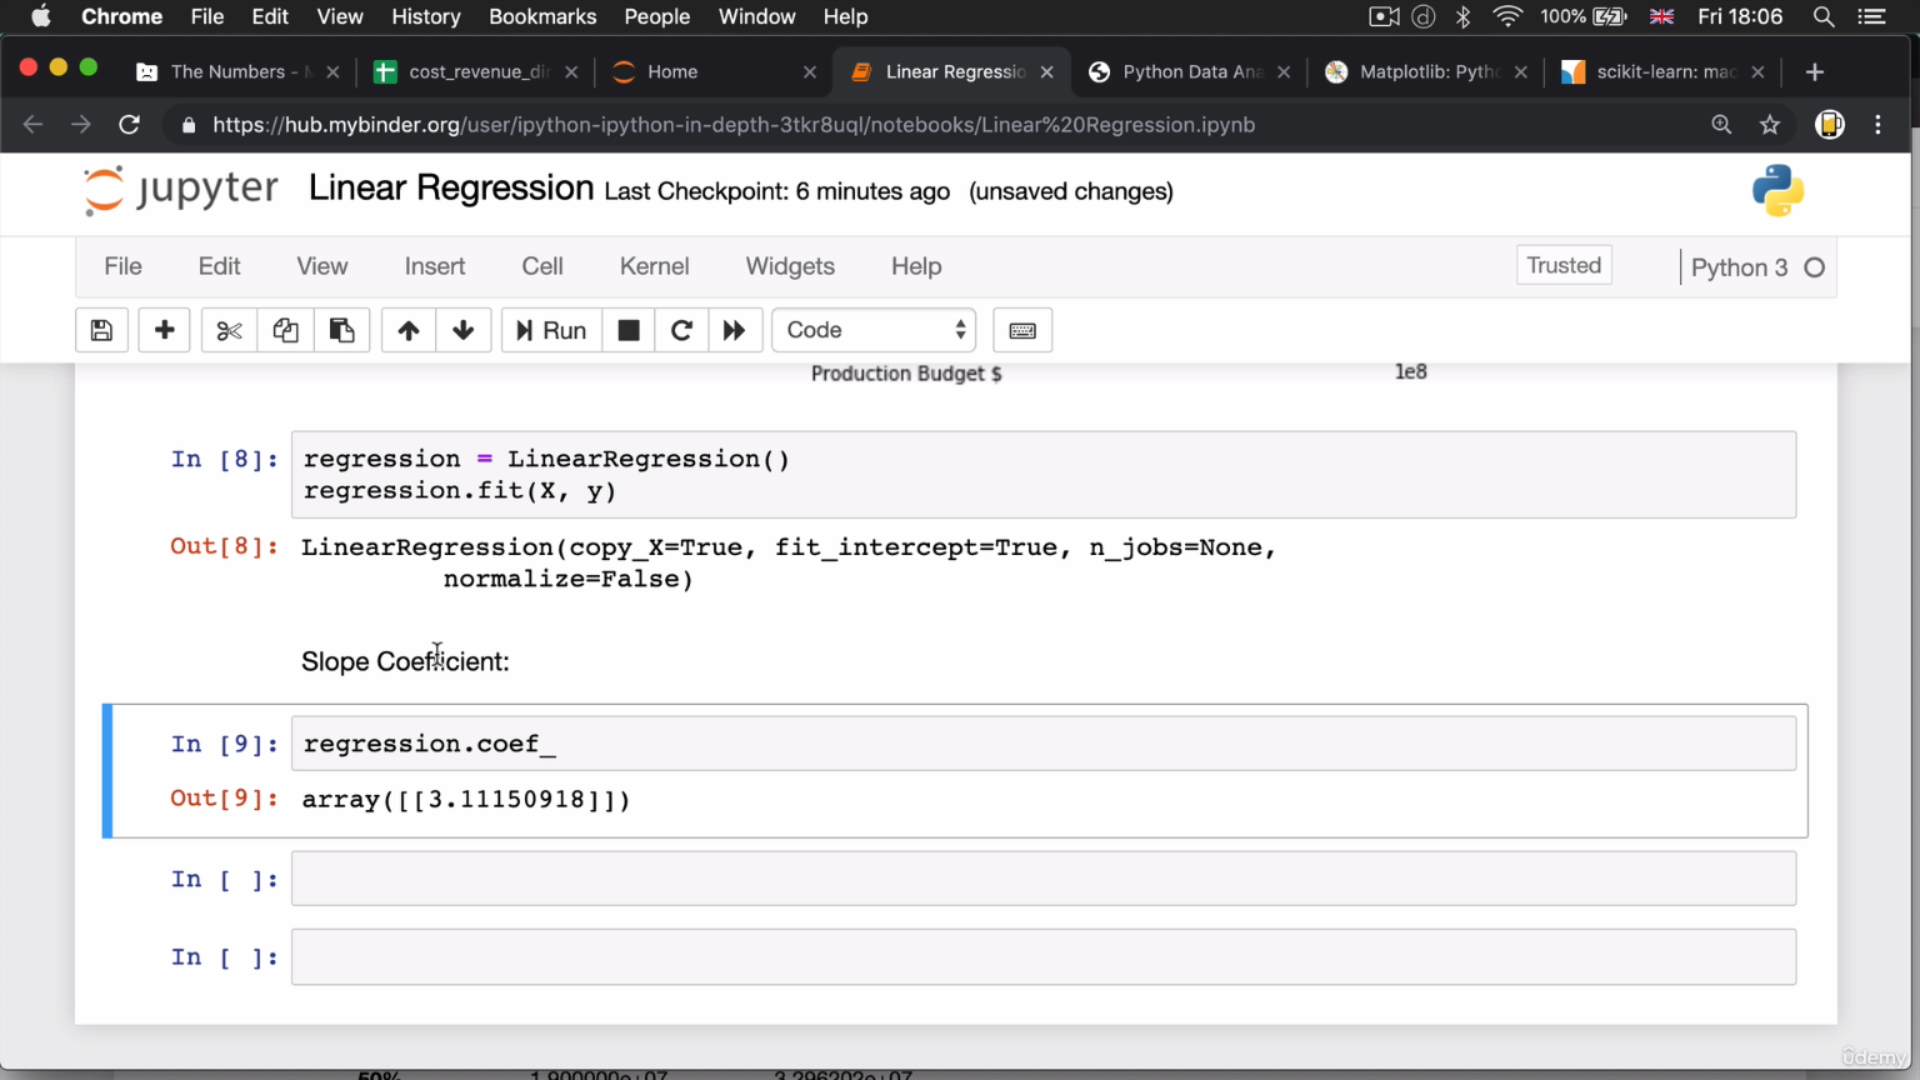 Chrome File Edit View History Bookmarks People Window Help 100% Fri 18:06
The Numbers - cost_revenue_dir Home Linear Regressio Python Data Ana Matplotlib: Pytho scikit-learn: mac
https://hub.mybinder.org/user/ipython-ipython-in-depth-3tkr8uql/notebooks/Linear%20Regression.ipynb
jupyter Linear Regression Last Checkpoint: 6 minutes ago (unsaved changes)
File Edit View Insert Cell Kernel Widgets Help Trusted Python 3
Run Code
Production Budget $ 1e8
In [8]: regression = LinearRegression()
regression.fit(X, y)
Out[8]: LinearRegression(copy_X=True, fit_intercept=True, n_jobs=None,
normalize=False)
Slope Coefficient:
In [9]: regression.coef_
Out[9]: array([[3.11150918]])
In [ ]:
In [ ]:
ûdemy
50% 1.900000e+07 3.296202e+07